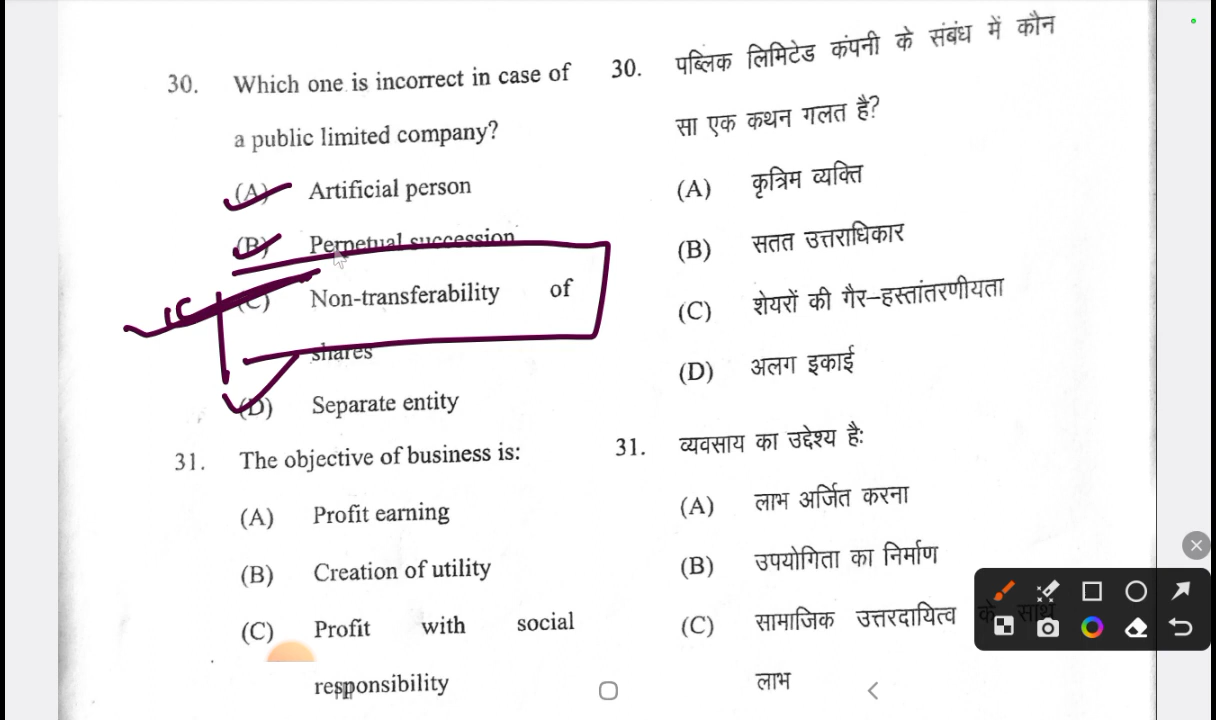 30. Which one is incorrect in case of
a public limited company?
(A) Artificial person
(B) Perpetual succession
(C) Non-transferability of
shares
(D) Separate entity
31. The objective of business is:
(A) Profit earning
(B) Creation of utility
(C) Profit with social
responsibility
30. पब्लिक लिमिटेड कंपनी के संबंध में कौन
सा एक कथन गलत है?
(A) कृत्रिम व्यक्ति
(B) सतत उत्तराधिकार
(C) शेयरों की गैर-हस्तांतरणीयता
(D) अलग इकाई
31. व्यवसाय का उद्देश्य है:
(A) लाभ अर्जित करना
(B) उपयोगिता का निर्माण
(C) सामाजिक उत्तरदायित्व के साथ
लाभ